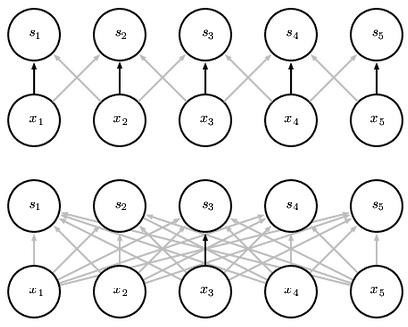 s₁ s₂ s₃ s₄ s₅
x₁ x₂ x₃ x₄ x₅
s₁ s₂ s₃ s₄ s₅
x₁ x₂ x₃ x₄ x₅